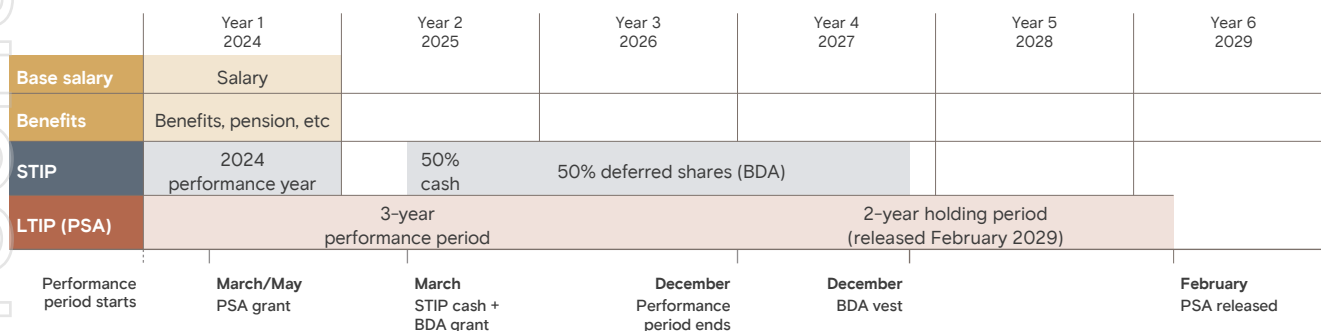 Year 1
2024
Year 2
2025
Year 3
2026
Year 4
2027
Year 5
2028
Year 6
2029
Base salary
Salary
Benefits
Benefits, pension, etc
STIP
2024
performance year
50%
cash
50% deferred shares (BDA)
LTIP (PSA)
3-year
performance period
2-year holding period
(released February 2029)
Performance
period starts
March/May
PSA grant
March
STIP cash +
BDA grant
December
Performance
period ends
December
BDA vest
February
PSA released